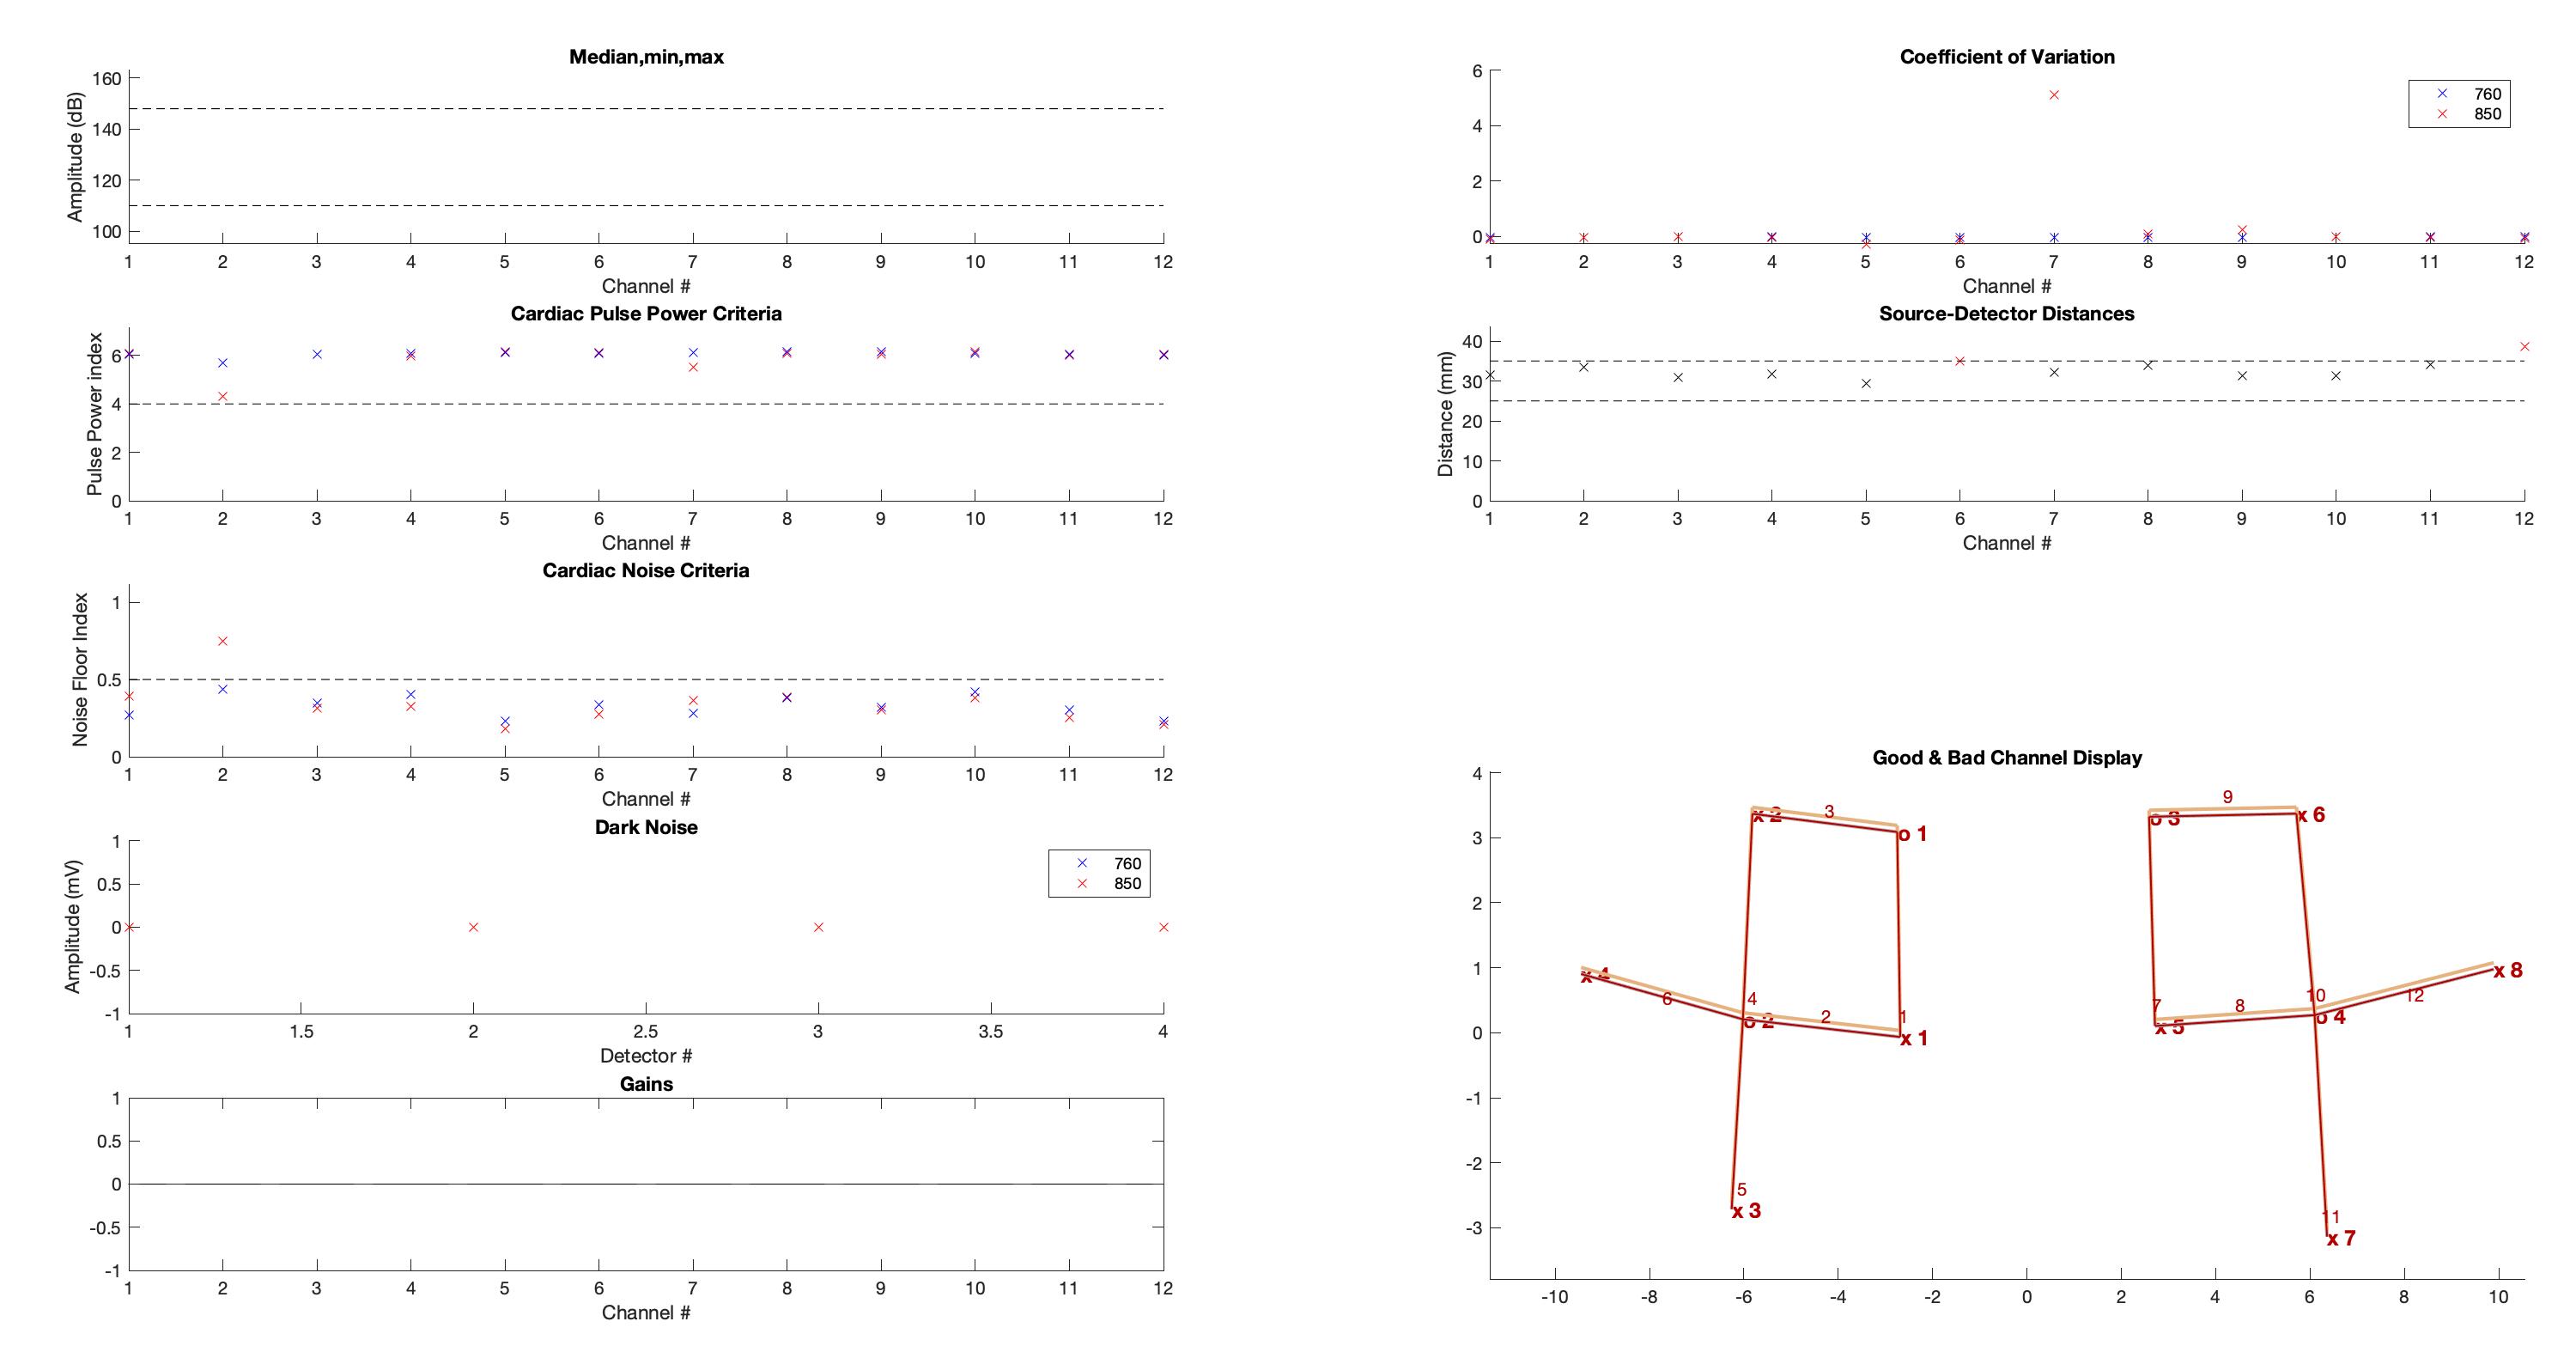 Median,min,max
160
140
120
100
Amplitude (dB)
1 2 3 4 5 6 7 8 9 10 11 12
Channel #
Cardiac Pulse Power Criteria
6
4
2
0
Pulse Power index
1 2 3 4 5 6 7 8 9 10 11 12
Channel #
Cardiac Noise Criteria
1
0.5
0
Noise Floor Index
1 2 3 4 5 6 7 8 9 10 11 12
Channel #
Dark Noise
1
0.5
0
-0.5
-1
Amplitude (mV)
760
850
1 1.5 2 2.5 3 3.5 4
Detector #
Gains
1
0.5
0
-0.5
-1
1 2 3 4 5 6 7 8 9 10 11 12
Channel #
Coefficient of Variation
6
4
2
0
760
850
1 2 3 4 5 6 7 8 9 10 11 12
Channel #
Source-Detector Distances
40
30
20
10
0
Distance (mm)
1 2 3 4 5 6 7 8 9 10 11 12
Channel #
Good & Bad Channel Display
4
3
2
1
0
-1
-2
-3
x 2
3
o 1
o 3
9
x 6
x 4
6
4
o 2
2
1
x 1
7
x 5
8
10
o 4
12
x 8
5
x 3
11
x 7
-10 -8 -6 -4 -2 0 2 4 6 8 10